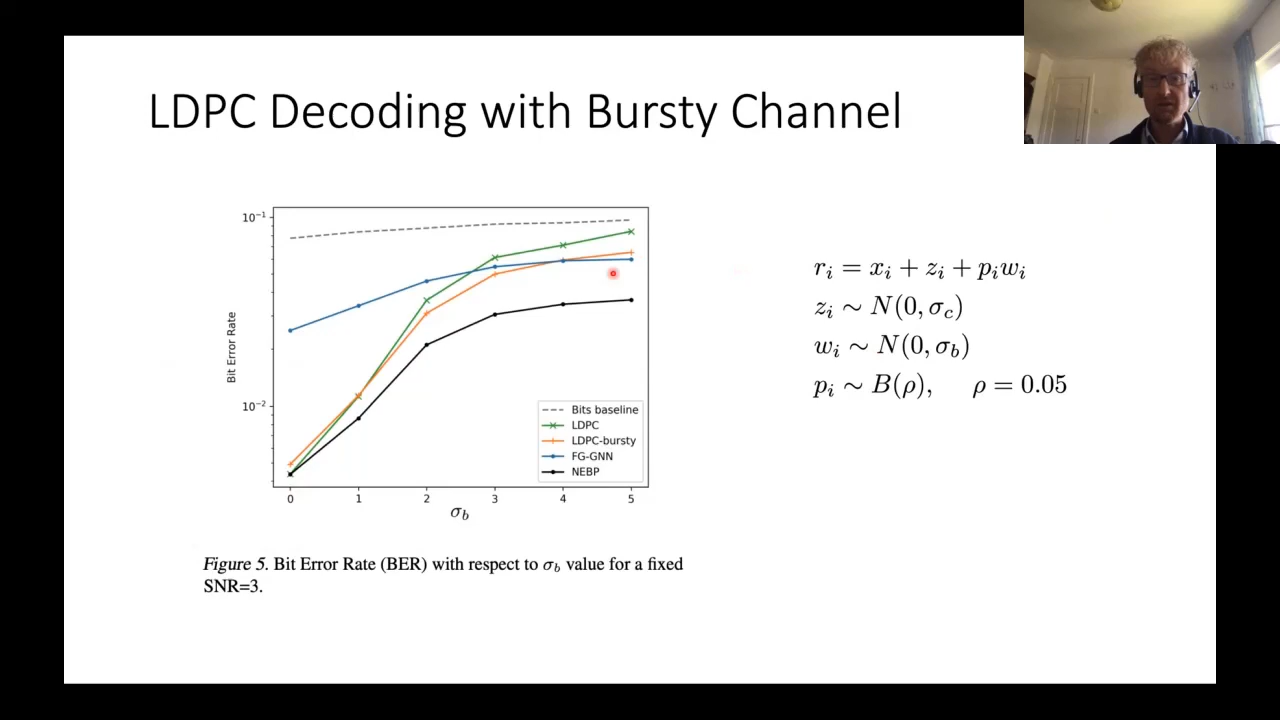 LDPC Decoding with Bursty Channel
10⁻¹
10⁻²
Bit Error Rate
Bits baseline
LDPC
LDPC-bursty
FG-GNN
NEBP
0 1 2 3 4 5
σ_b
r_i = x_i + z_i + p_i w_i
z_i ∼ N(0, σ_c)
w_i ∼ N(0, σ_b)
p_i ∼ B(ρ), ρ = 0.05
Figure 5. Bit Error Rate (BER) with respect to σ_b value for a fixed
SNR=3.